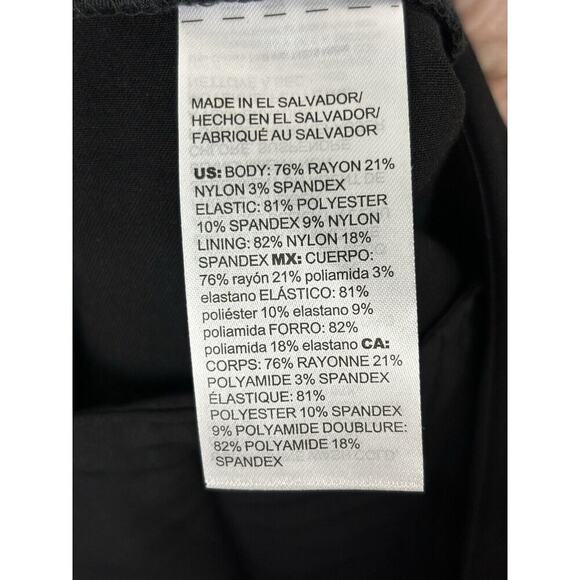 MADE IN EL SALVADOR/
HECHO EN EL SALVADOR/
FABRIQUÉ AU SALVADOR
US: BODY: 76% RAYON 21%
NYLON 3% SPANDEX
ELASTIC: 81% POLYESTER
10% SPANDEX 9% NYLON
LINING: 82% NYLON 18%
SPANDEX MX: CUERPO:
76% rayón 21% poliamida 3%
elastano ELÁSTICO: 81%
poliéster 10% elastano 9%
poliamida FORRO: 82%
poliamida 18% elastano CA:
CORPS: 76% RAYONNE 21%
POLYAMIDE 3% SPANDEX
ÉLASTIQUE: 81%
POLYESTER 10% SPANDEX
9% POLYAMIDE DOUBLURE:
82% POLYAMIDE 18%
SPANDEX